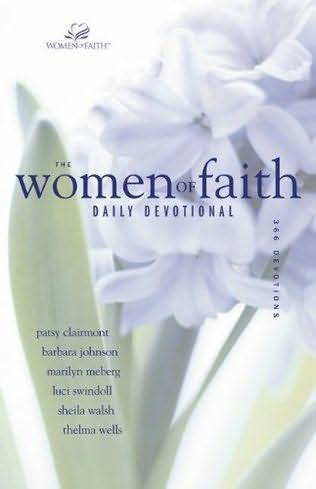 WOMEN OF FAITH™
THE
women OF faith
DAILY DEVOTIONAL
366 DEVOTIONS
patsy clairmont
barbara johnson
marilyn meberg
luci swindoll
sheila walsh
thelma wells